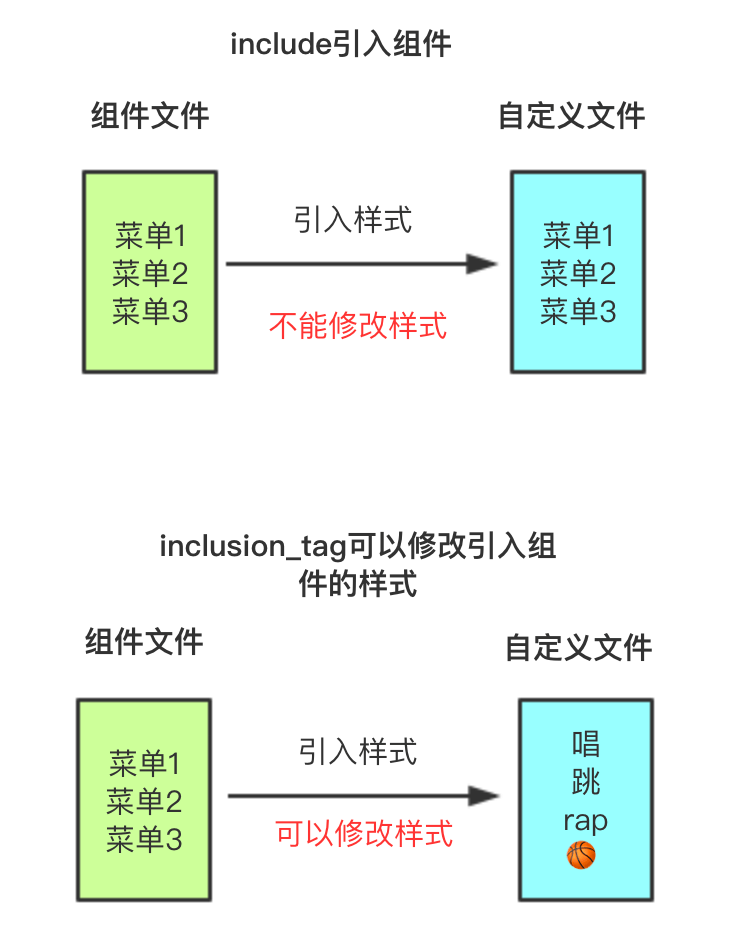 include引入组件
组件文件
自定义文件
菜单1
菜单2
菜单3
引入样式
不能修改样式
菜单1
菜单2
菜单3
inclusion_tag可以修改引入组
件的样式
组件文件
自定义文件
菜单1
菜单2
菜单3
引入样式
可以修改样式
唱
跳
rap
🏀